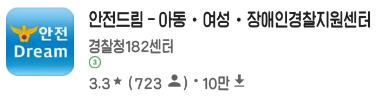 안전
Dream
안전드림 - 아동·여성·장애인경찰지원센터
경찰청182센터
3
3.3★ (723) · 10만